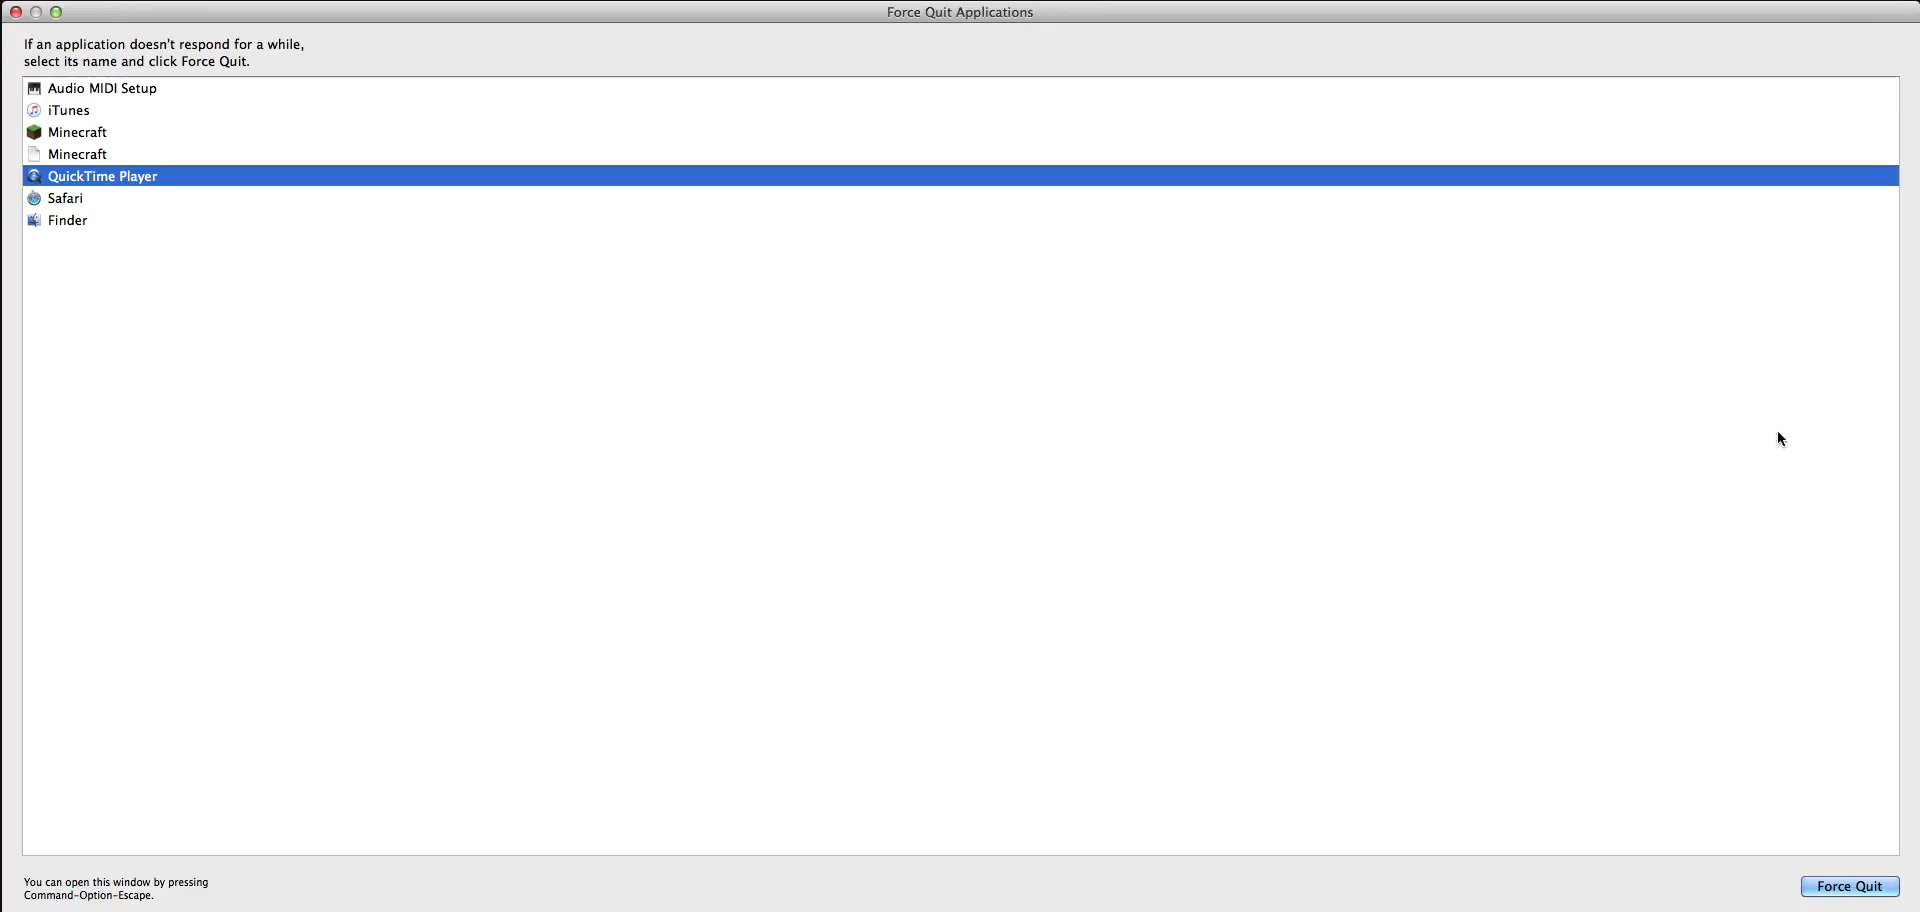 Force Quit Applications
If an application doesn't respond for a while,
select its name and click Force Quit.
Audio MIDI Setup
iTunes
Minecraft
Minecraft
QuickTime Player
Safari
Finder
You can open this window by pressing
Command-Option-Escape.
Force Quit